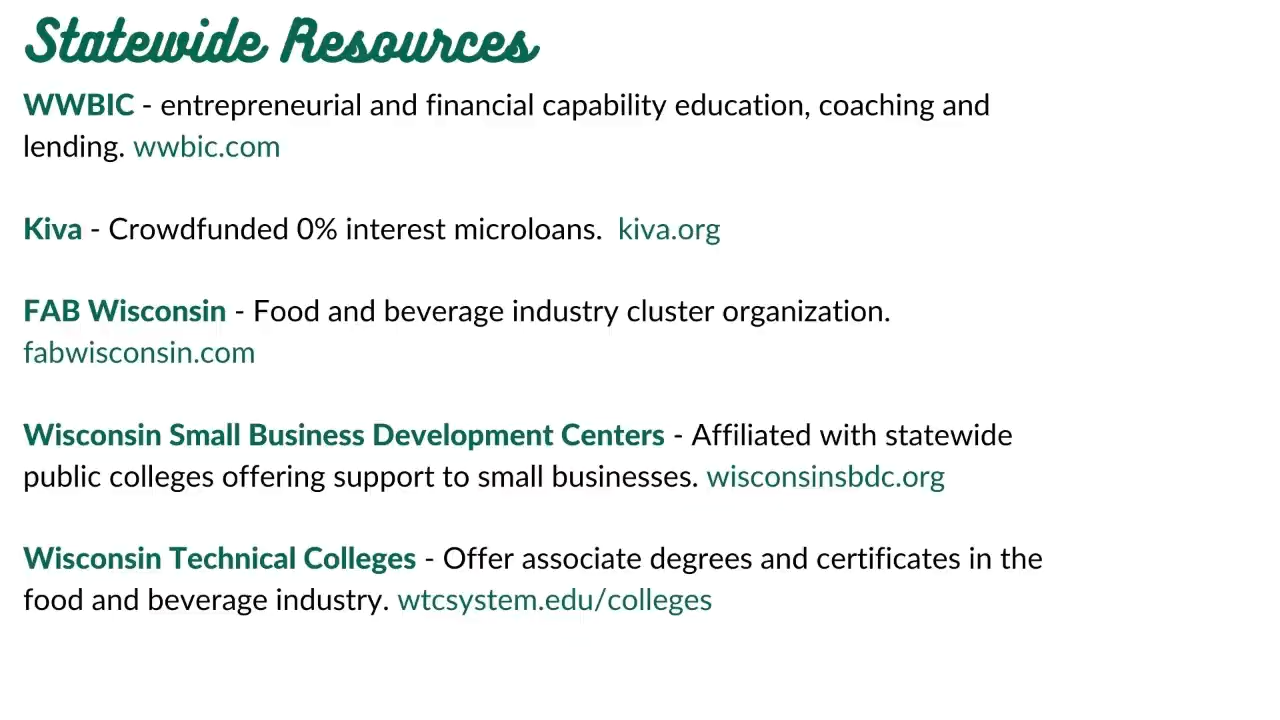 Statewide Resources
WWBIC - entrepreneurial and financial capability education, coaching and
lending. wwbic.com
Kiva - Crowdfunded 0% interest microloans.  kiva.org
FAB Wisconsin - Food and beverage industry cluster organization.
fabwisconsin.com
Wisconsin Small Business Development Centers - Affiliated with statewide
public colleges offering support to small businesses. wisconsinsbdc.org
Wisconsin Technical Colleges - Offer associate degrees and certificates in the
food and beverage industry. wtcsystem.edu/colleges